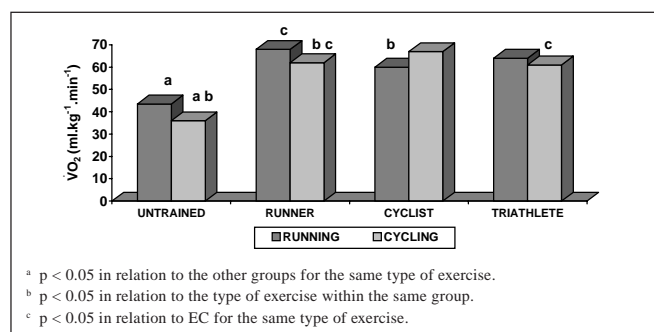 c
b c
b
c
a
a b
70
60
50
40
30
20
10
0
V̇O₂ (ml.kg⁻¹.min⁻¹)
UNTRAINED RUNNER CYCLIST TRIATHLETE
RUNNING CYCLING
ᵃ p < 0.05 in relation to the other groups for the same type of exercise.
ᵇ p < 0.05 in relation to the type of exercise within the same group.
ᶜ p < 0.05 in relation to EC for the same type of exercise.